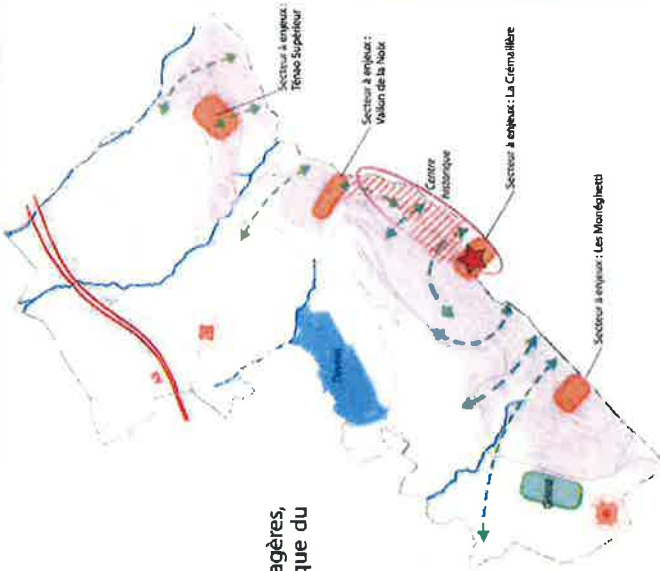 Secteur à enjeux :
Ténao Supérieur
Secteur à enjeux :
Vallon de la Noix
Centre
historique
Secteur à enjeux : La Crémaillère
Secteur à enjeux : Les Monéghetti
agères,
que du